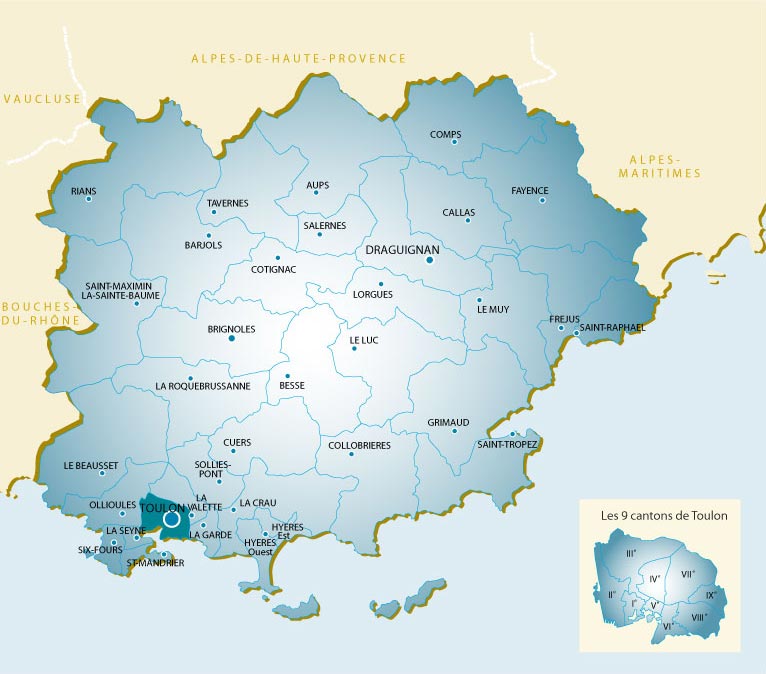 ALPES-DE-HAUTE-PROVENCE
VAUCLUSE
COMPS
ALPES-
MARITIMES
RIANS
AUPS
FAYENCE
TAVERNES
CALLAS
SALERNES
BARJOLS
DRAGUIGNAN
COTIGNAC
SAINT-MAXIMIN
LA-SAINTE-BAUME
LORGUES
BOUCHES-
DU-RHÔNE
LE MUY
FREJUS
SAINT-RAPHAEL
BRIGNOLES
LE LUC
LA ROQUEBRUSSANNE
BESSE
GRIMAUD
SAINT-TROPEZ
CUERS
COLLOBRIERES
LE BEAUSSET
SOLLIES-
PONT
OLLIOULES
TOULON
LA
VALETTE
LA CRAU
LA SEYNE
LA GARDE
HYERES
Est
HYERES
Ouest
SIX-FOURS
ST-MANDRIER
Les 9 cantons de Toulon
III°
IV°
VII°
II°
I°
V°
IX°
VI°
VIII°